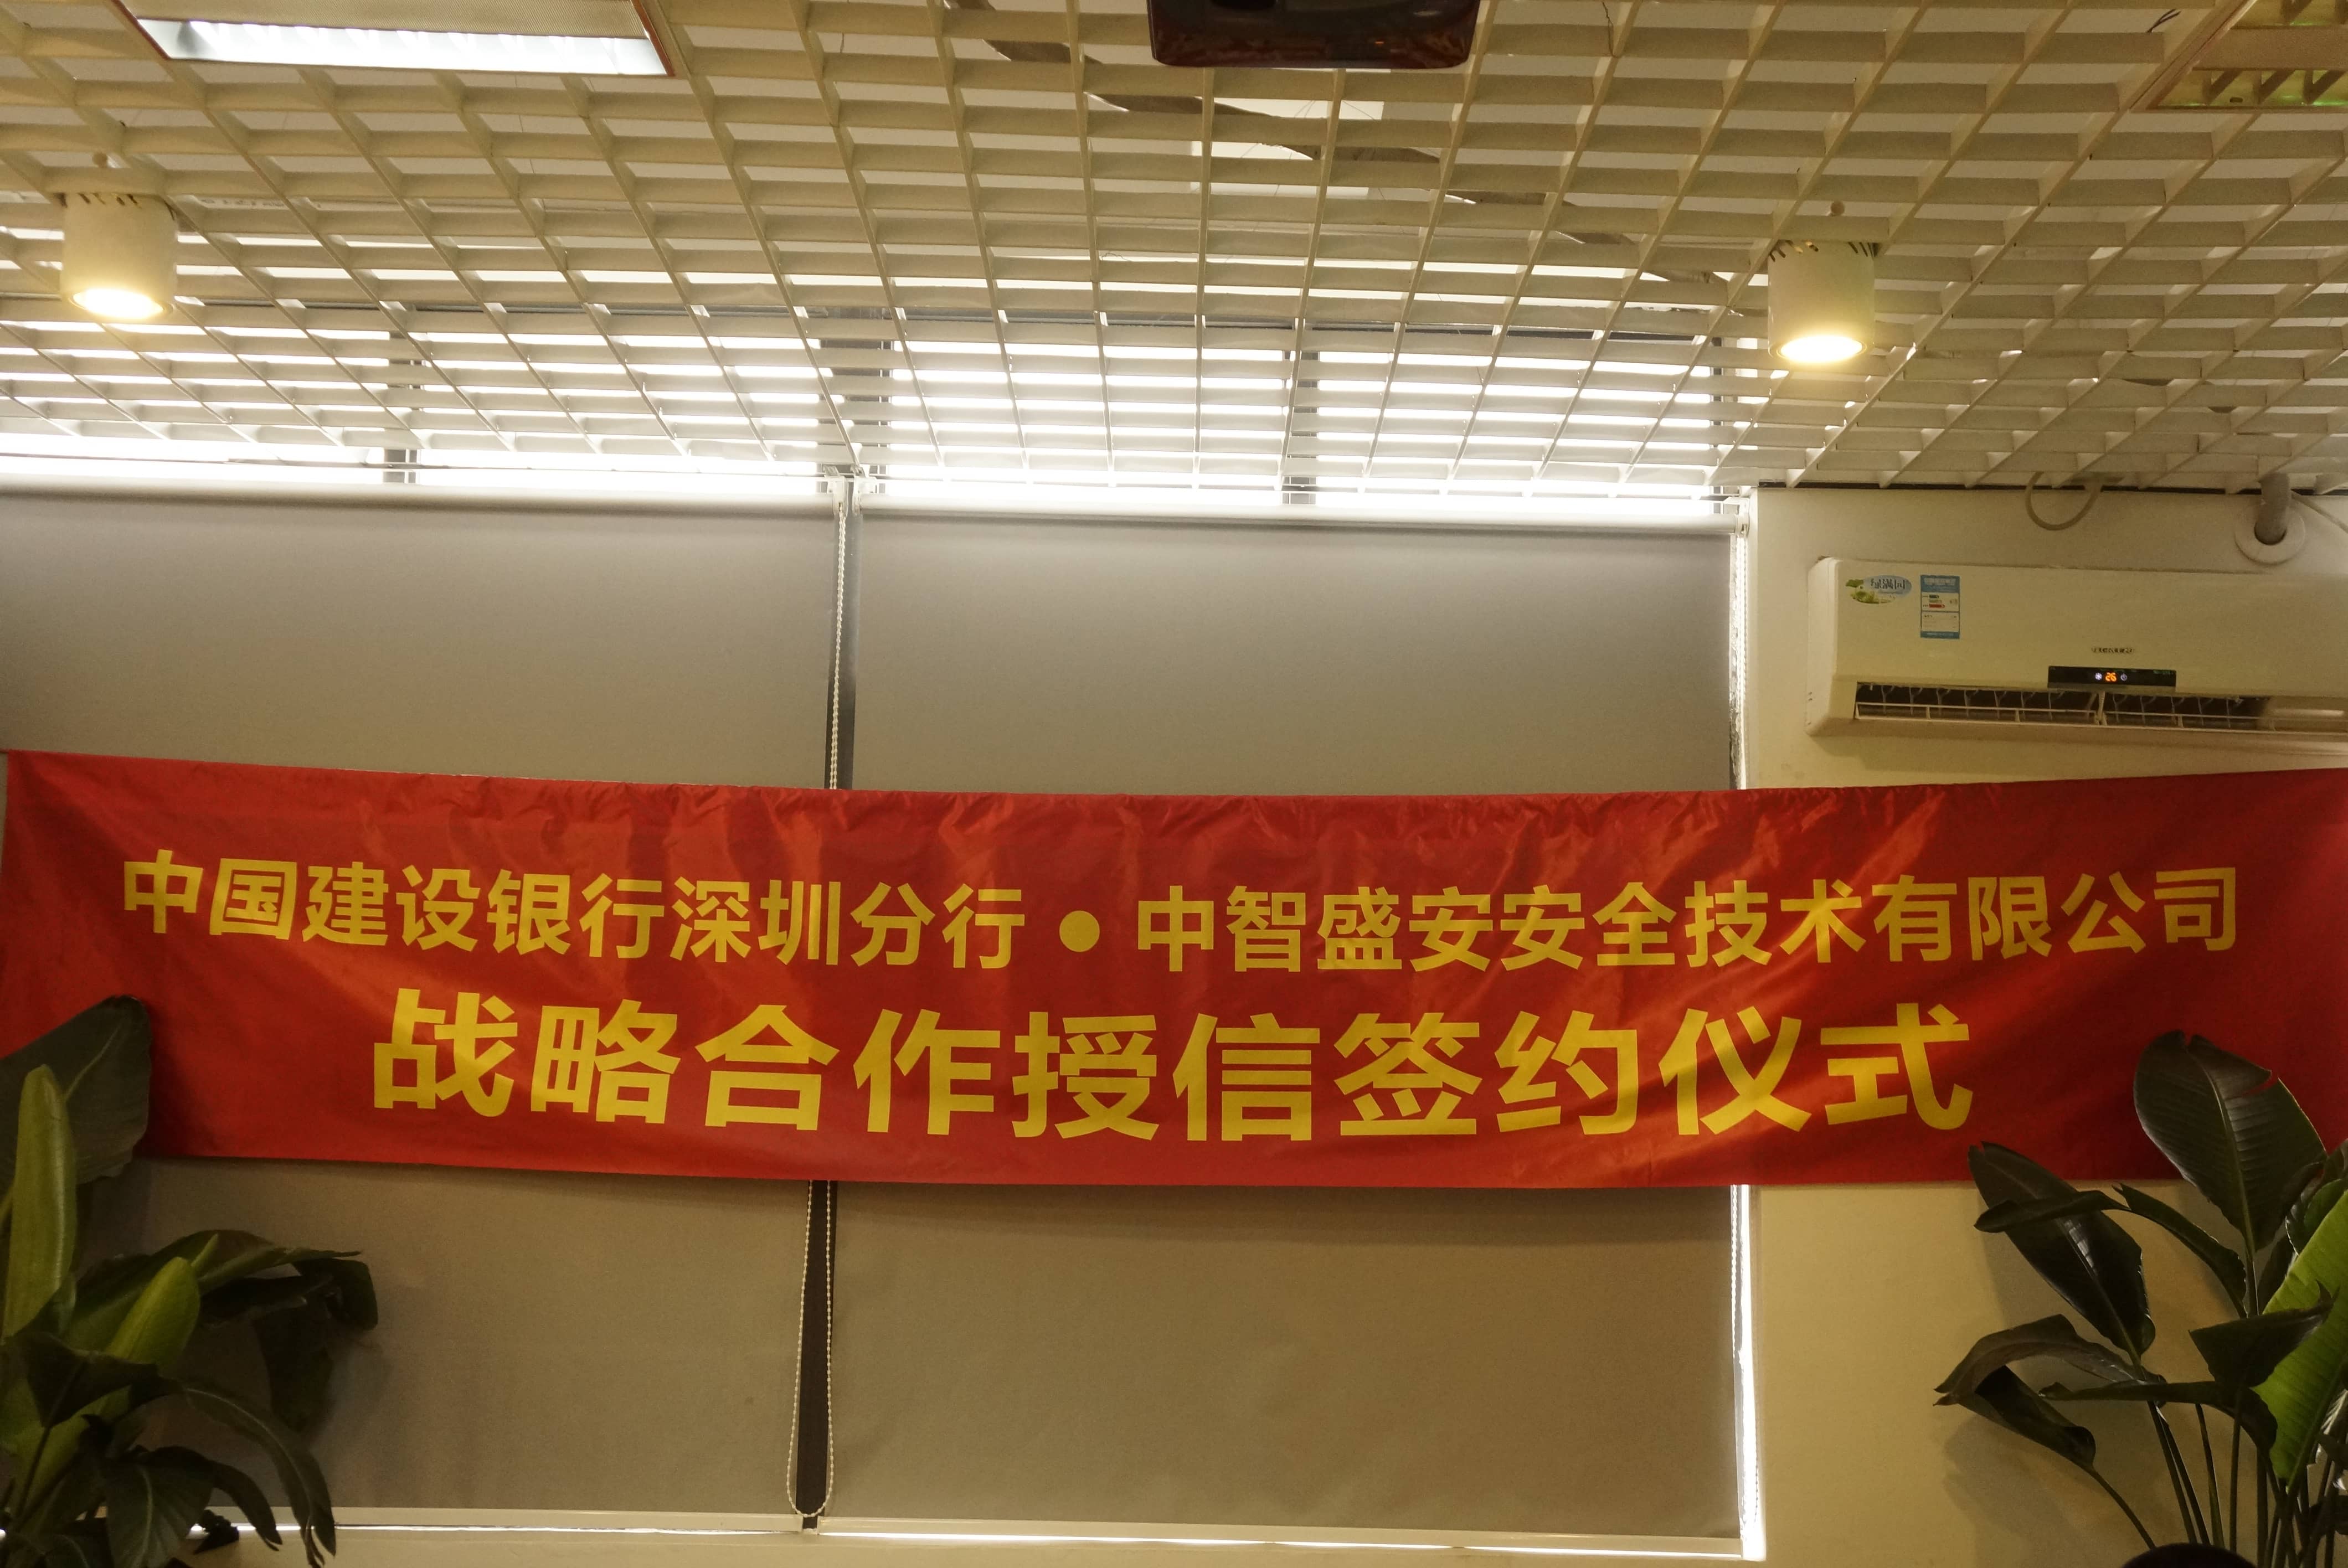 26
中国建设银行深圳分行●中智盛安安全技术有限公司
战略合作授信签约仪式